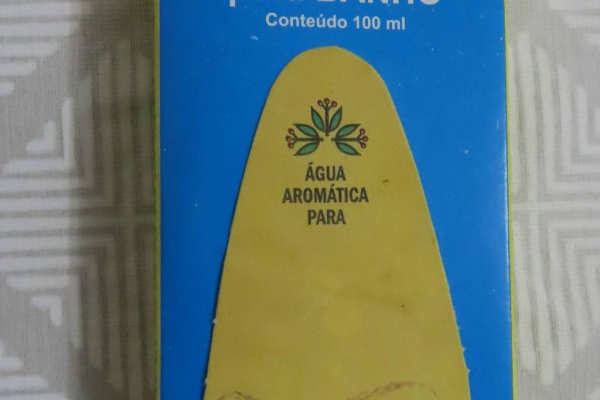 Conteúdo 100 ml
ÁGUA
AROMÁTICA
PARA